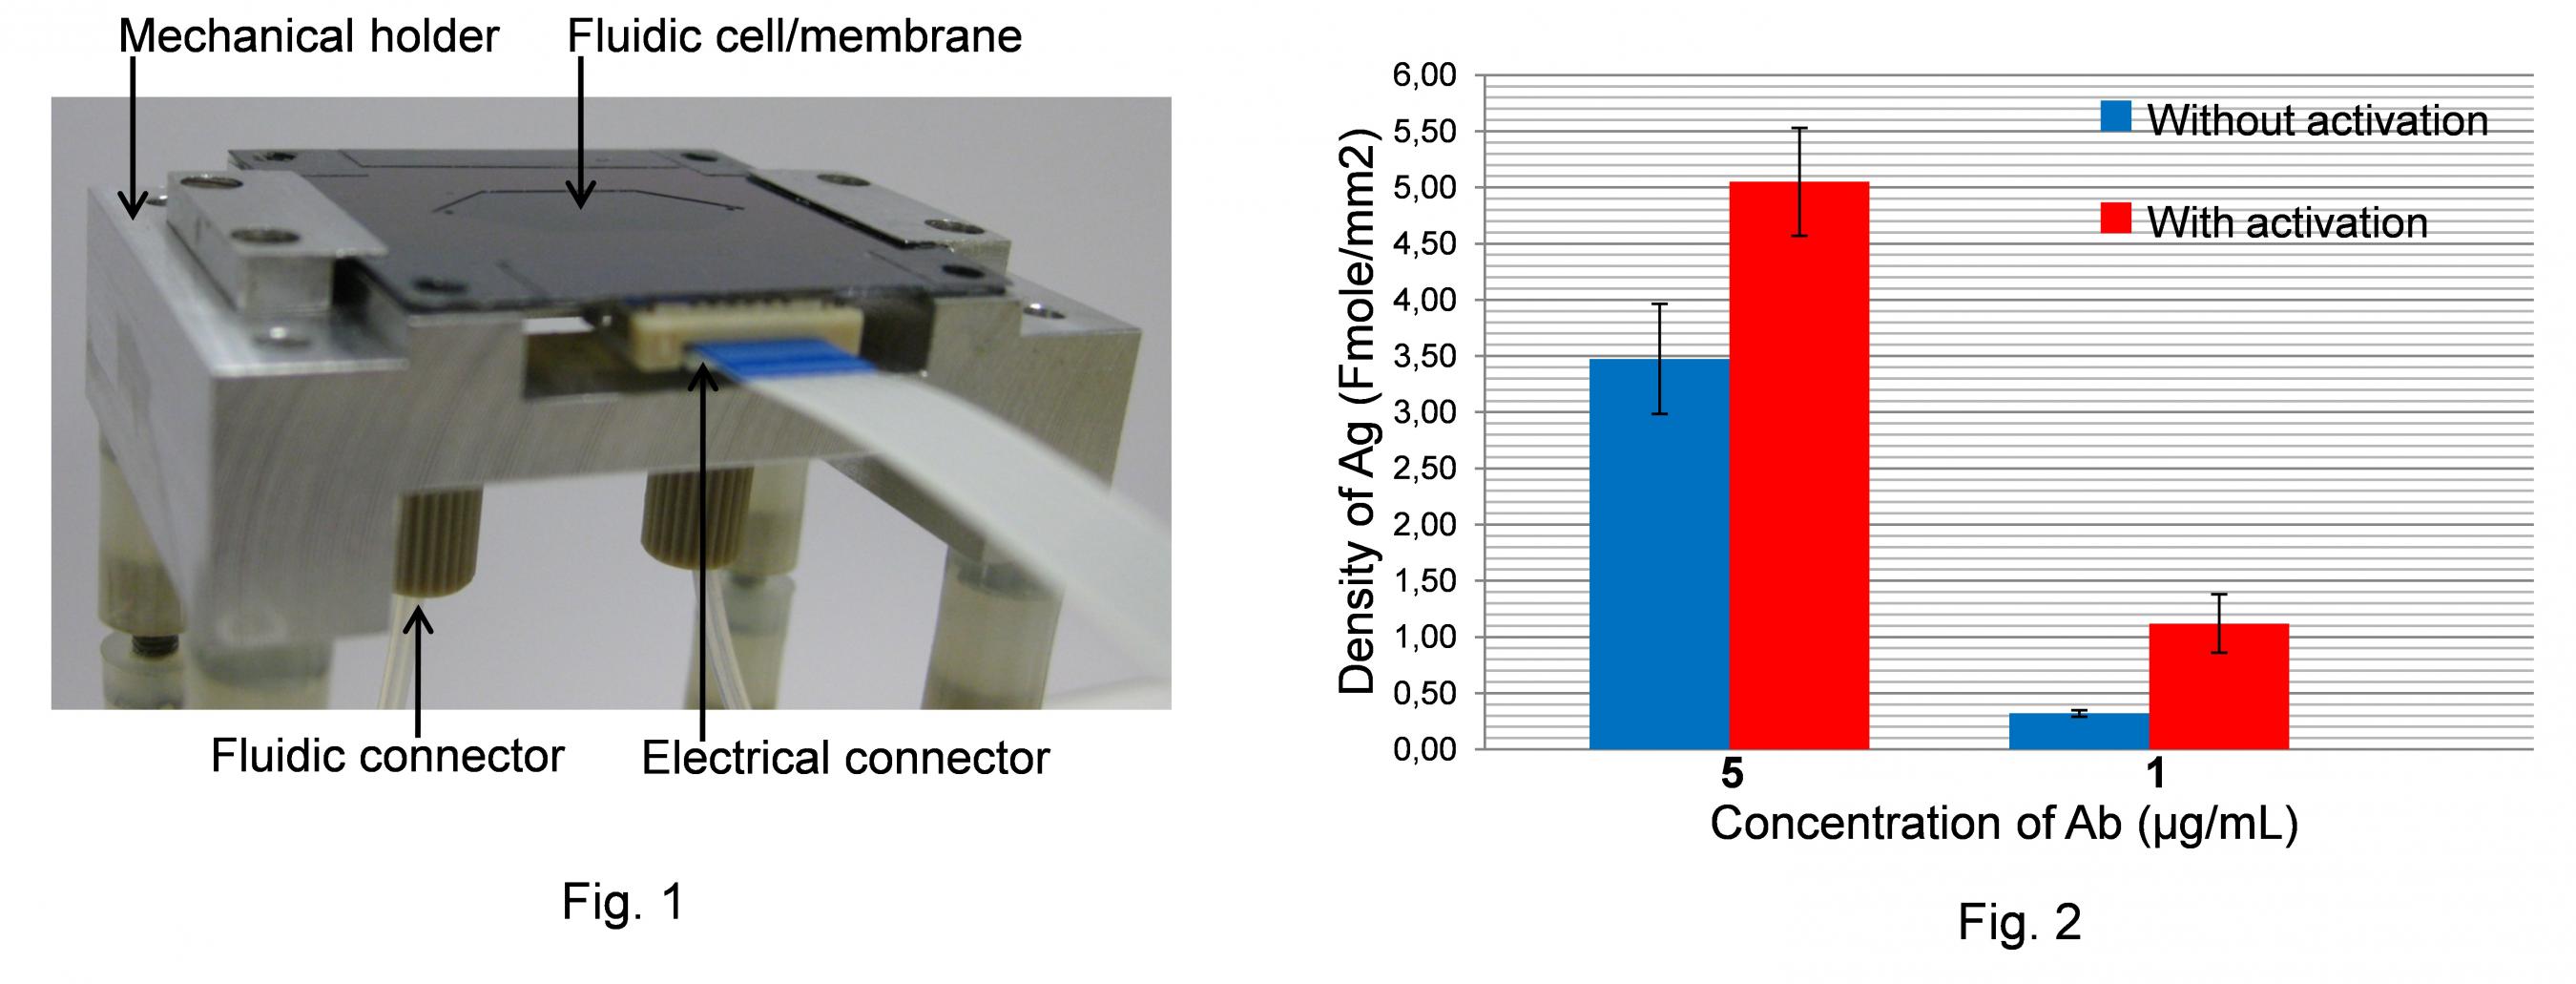 Mechanical holder
Fluidic cell/membrane
Fluidic connector
Electrical connector
Fig. 1
Density of Ag (Fmole/mm2)
6,00
5,50
5,00
4,50
4,00
3,50
3,00
2,50
2,00
1,50
1,00
0,50
0,00
Without activation
With activation
5
1
Concentration of Ab (µg/mL)
Fig. 2